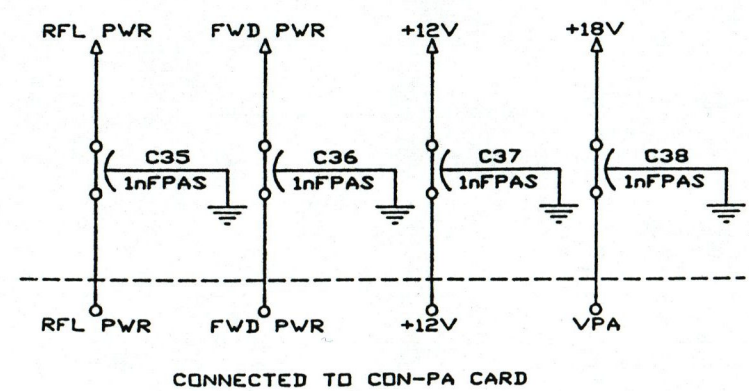 RFL PWR FWD PWR +12V +18V
C35 C36 C37 C38
1nFPAS 1nFPAS 1nFPAS 1nFPAS
RFL PWR FWD PWR +12V VPA
CONNECTED TO CON-PA CARD